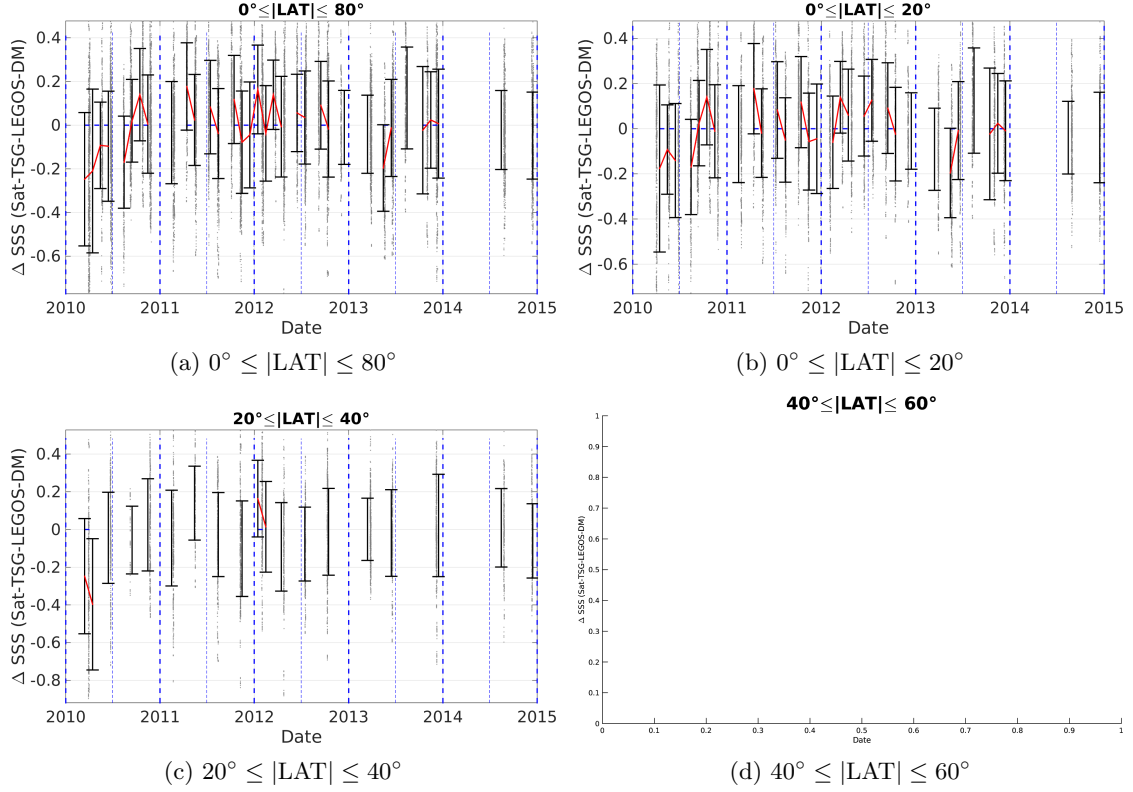 0°≤|LAT|≤ 80°
Δ SSS (Sat-TSG-LEGOS-DM)
0.4
0.2
0
-0.2
-0.4
-0.6
2010 2011 2012 2013 2014 2015
Date
(a) 0° ≤ |LAT| ≤ 80°
0°≤|LAT|≤ 20°
Δ SSS (Sat-TSG-LEGOS-DM)
0.4
0.2
0
-0.2
-0.4
-0.6
2010 2011 2012 2013 2014 2015
Date
(b) 0° ≤ |LAT| ≤ 20°
20°≤|LAT|≤ 40°
Δ SSS (Sat-TSG-LEGOS-DM)
0.4
0.2
0
-0.2
-0.4
-0.6
-0.8
2010 2011 2012 2013 2014 2015
Date
(c) 20° ≤ |LAT| ≤ 40°
40°≤|LAT|≤ 60°
Δ SSS (Sat-TSG-LEGOS-DM)
1
0.9
0.8
0.7
0.6
0.5
0.4
0.3
0.2
0.1
0
0 0.1 0.2 0.3 0.4 0.5 0.6 0.7 0.8 0.9 1
Date
(d) 40° ≤ |LAT| ≤ 60°